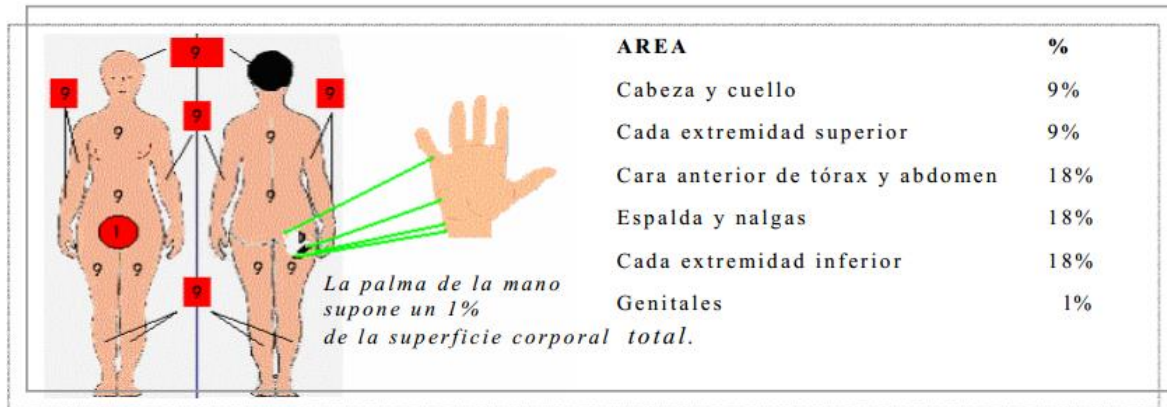 9
9
9
9
9
9
9
9
1
9
9
9
9
9
La palma de la mano
supone un 1%
de la superficie corporal total.
AREA %
Cabeza y cuello 9%
Cada extremidad superior 9%
Cara anterior de tórax y abdomen 18%
Espalda y nalgas 18%
Cada extremidad inferior 18%
Genitales 1%